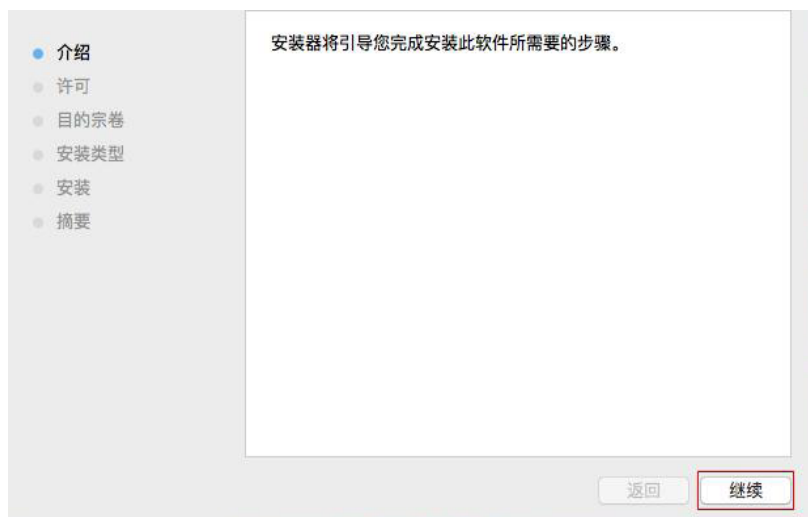 介绍
许可
目的宗卷
安装类型
安装
摘要
安装器将引导您完成安装此软件所需要的步骤。
返回
继续